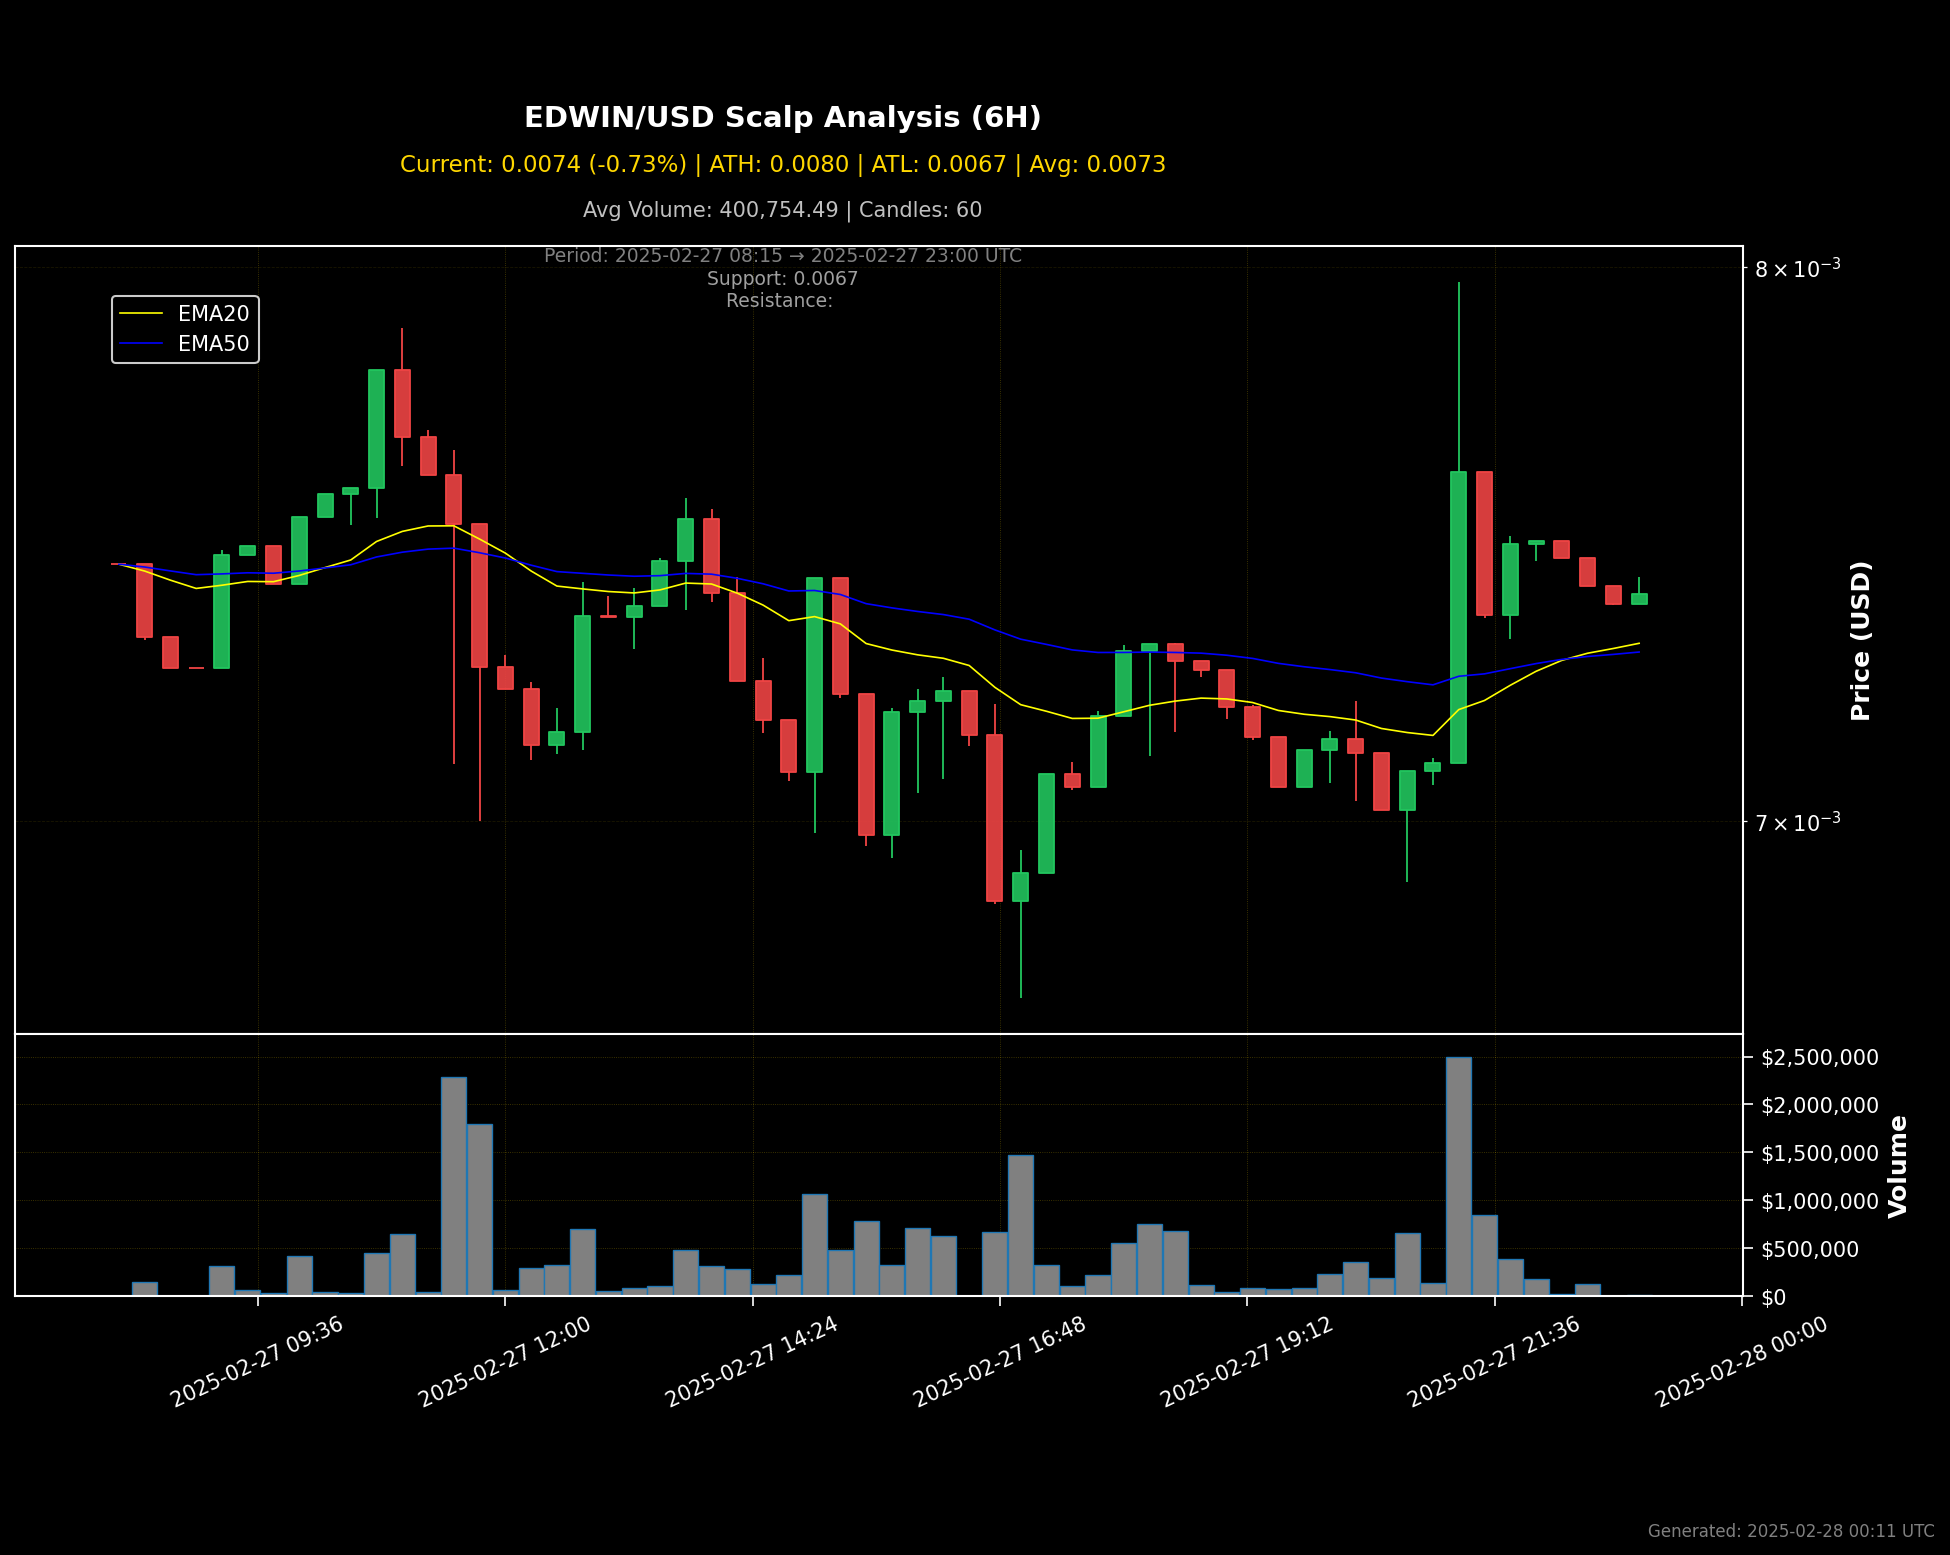 EDWIN/USD Scalp Analysis (6H)
Current: 0.0074 (-0.73%) | ATH: 0.0080 | ATL: 0.0067 | Avg: 0.0073
Avg Volume: 400,754.49 | Candles: 60
Period: 2025-02-27 08:15 → 2025-02-27 23:00 UTC
Support: 0.0067
Resistance:
EMA20
EMA50
8 × 10⁻³
7 × 10⁻³
Price (USD)
$2,500,000
$2,000,000
$1,500,000
$1,000,000
$500,000
$0
Volume
2025-02-27 09:36
2025-02-27 12:00
2025-02-27 14:24
2025-02-27 16:48
2025-02-27 19:12
2025-02-27 21:36
2025-02-28 00:00
Generated: 2025-02-28 00:11 UTC